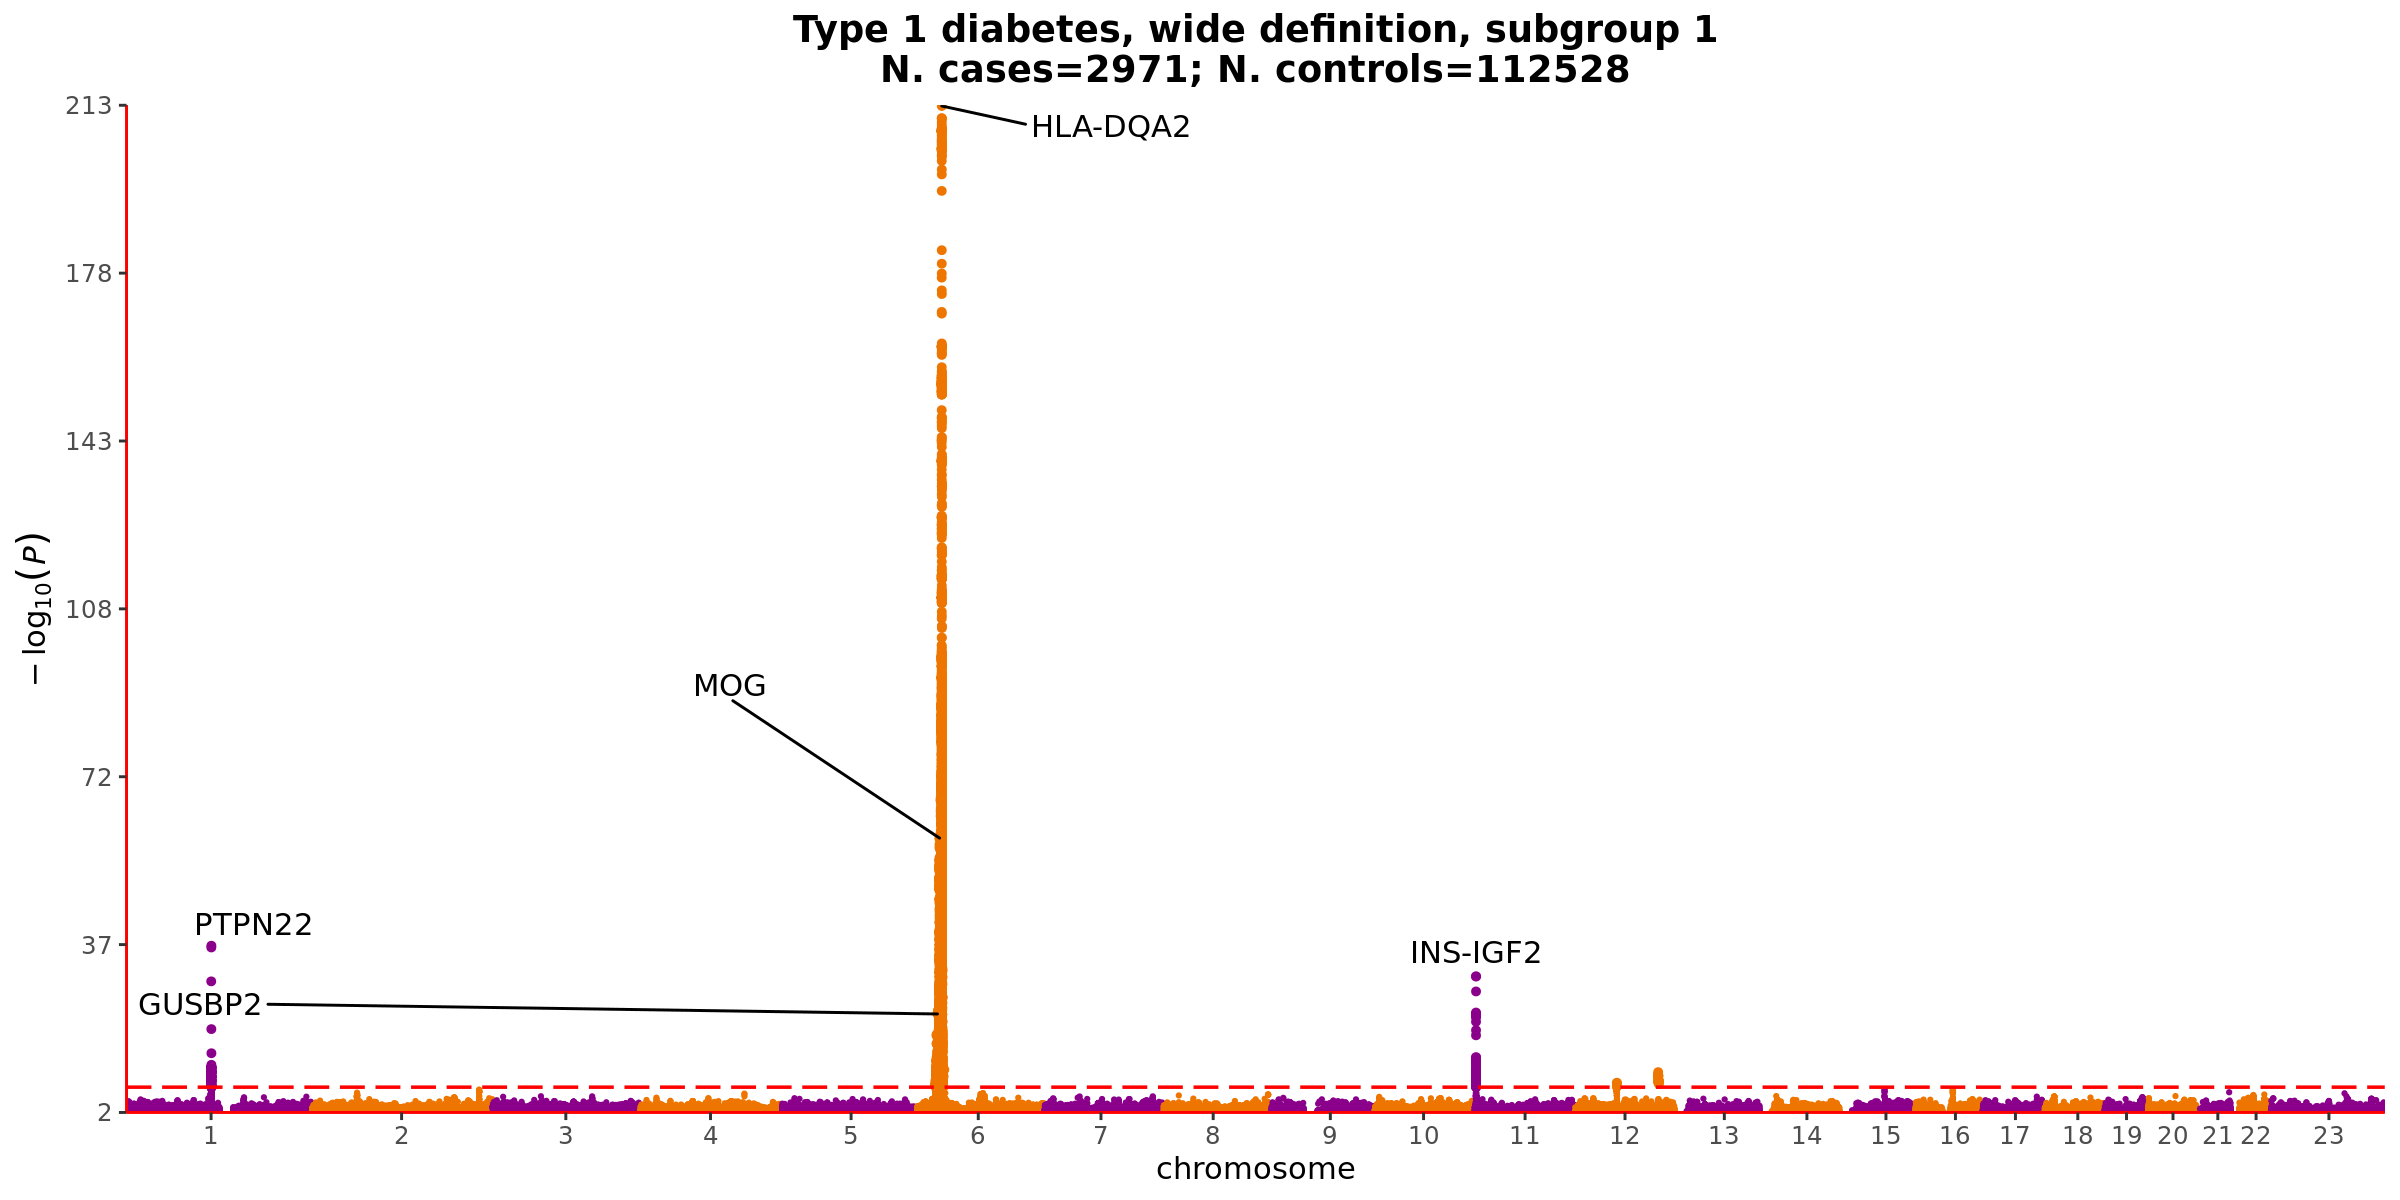 Type 1 diabetes, wide definition, subgroup 1
N. cases=2971; N. controls=112528
213
HLA-DQA2
178
143
− log10(P)
108
MOG
72
PTPN22
37
INS-IGF2
GUSBP2
2
1 2 3 4 5 6 7 8 9 10 11 12 13 14 15 16 17 18 19 20 21 22 23
chromosome